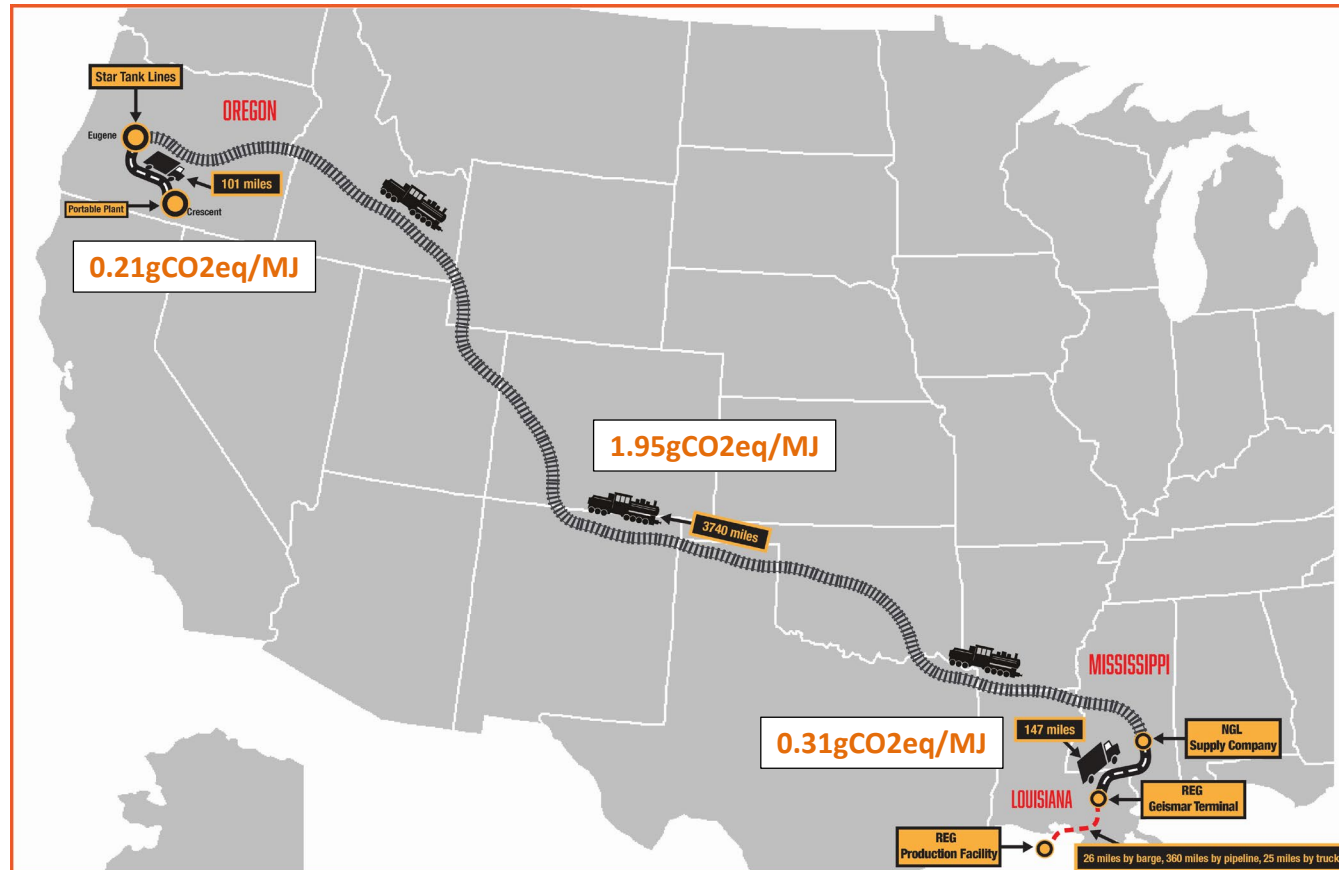 Star Tank Lines
OREGON
Eugene
101 miles
Portable Plant
Crescent
0.21gCO2eq/MJ
1.95gCO2eq/MJ
3740 miles
MISSISSIPPI
0.31gCO2eq/MJ
147 miles
NGL
Supply Company
LOUISIANA
REG
Geismar Terminal
REG
Production Facility
26 miles by barge, 360 miles by pipeline, 25 miles by truck